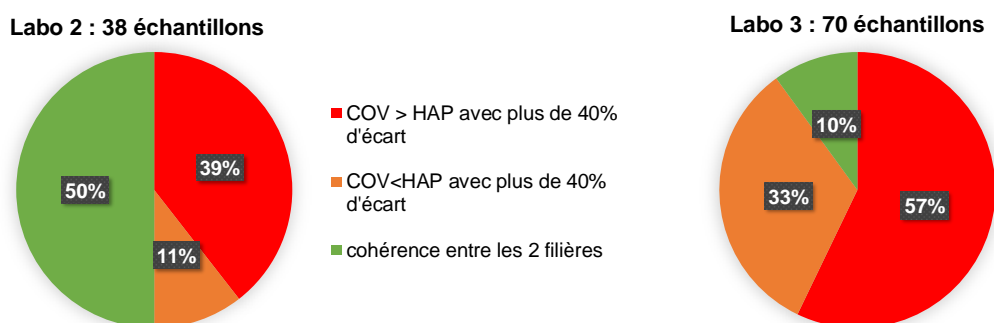 Labo 2 : 38 échantillons
39%
11%
50%
COV > HAP avec plus de 40%
d'écart
COV<HAP avec plus de 40%
d'écart
cohérence entre les 2 filières
Labo 3 : 70 échantillons
57%
33%
10%